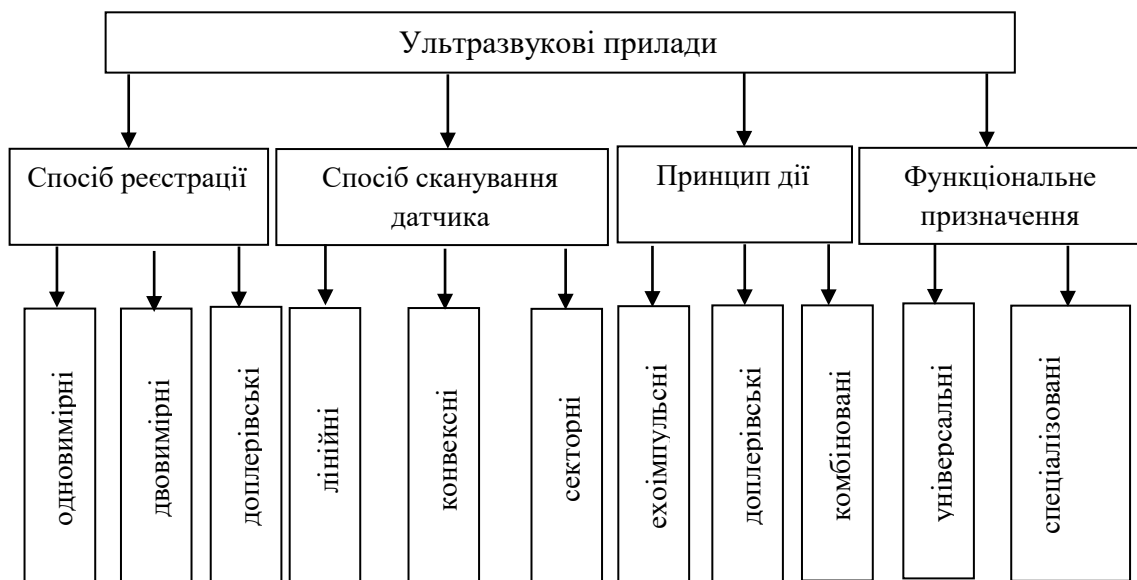 Ультразвукові прилади
Спосіб реєстрації
Спосіб сканування
датчика
Принцип дії
Функціональне
призначення
одновимірні
двовимірні
доплерівські
лінійні
конвексні
секторні
ехоімпульсні
доплерівські
комбіновані
універсальні
спеціалізовані